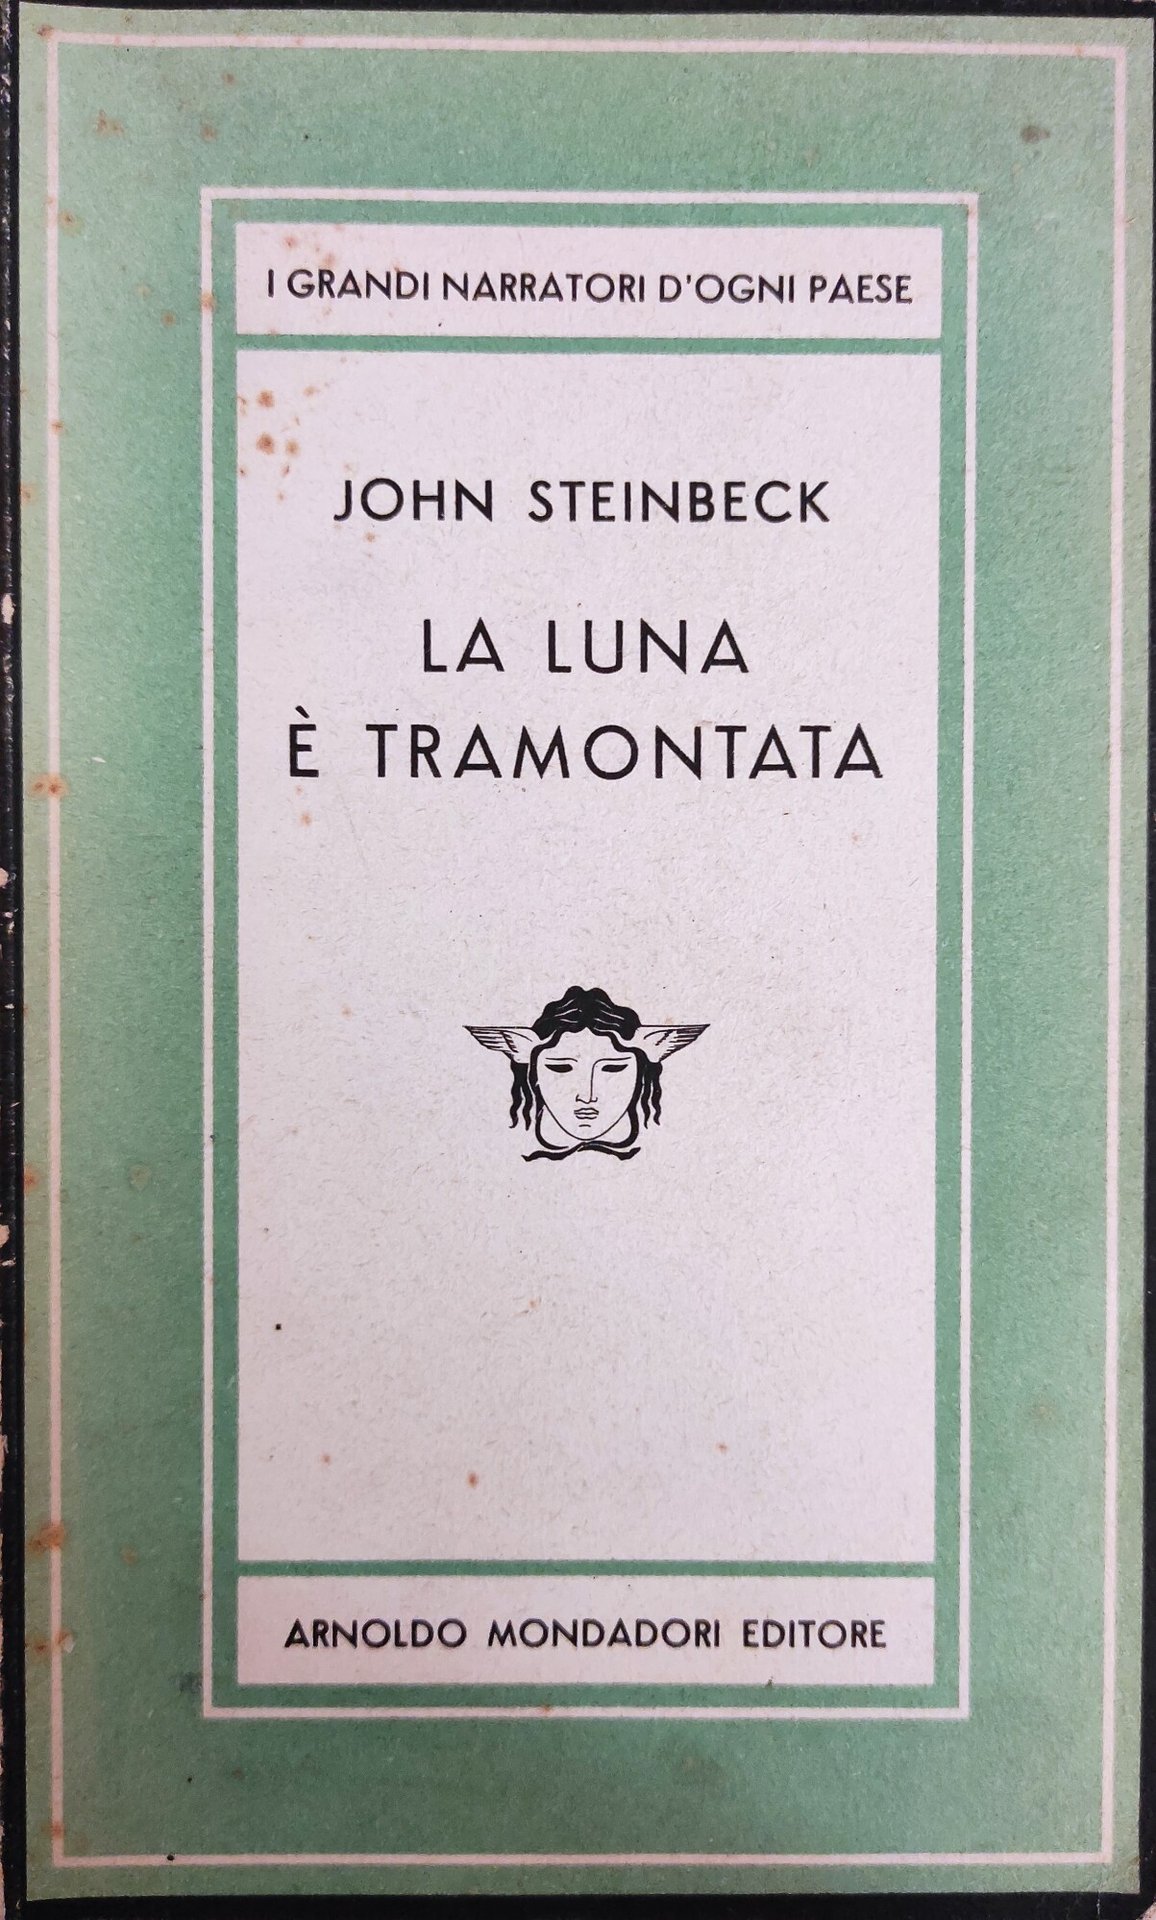 I GRANDI NARRATORI D'OGNI PAESE
JOHN STEINBECK
LA LUNA
È TRAMONTATA
ARNOLDO MONDADORI EDITORE